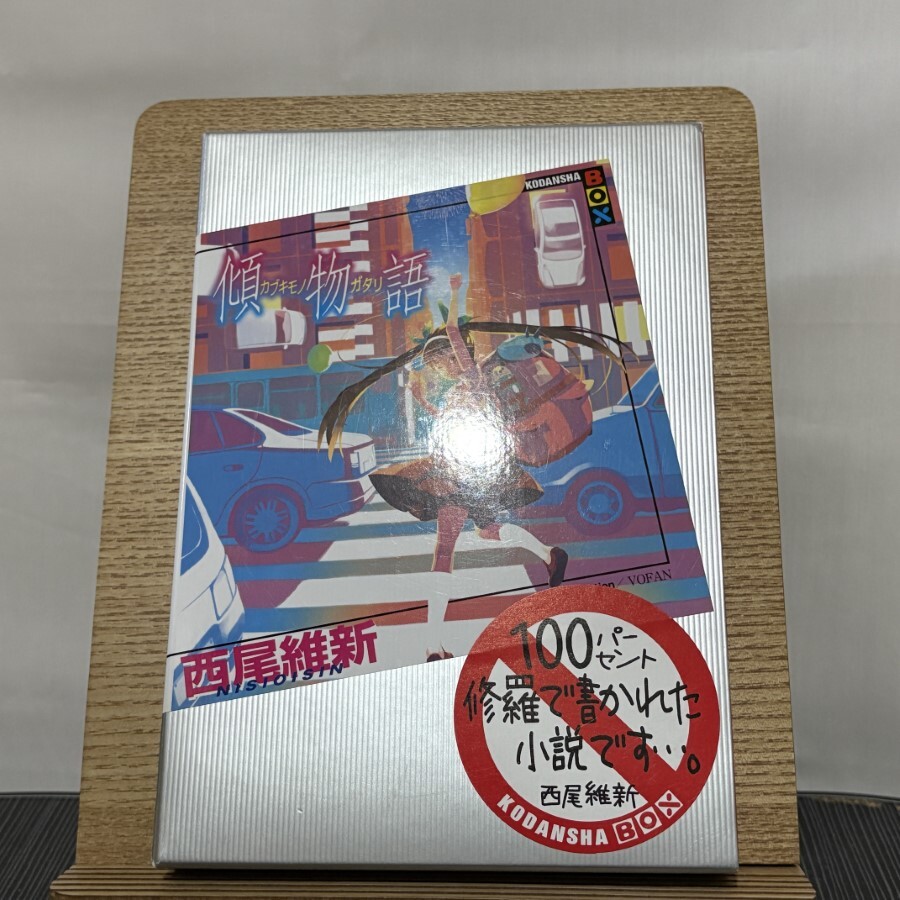 KODANSHA BOX
傾物語
カブキモノガタリ
VOFAN
西尾維新
NISIOISIN
100パーセント
修羅で書かれた
小説です…。
西尾維新
KODANSHA BOX